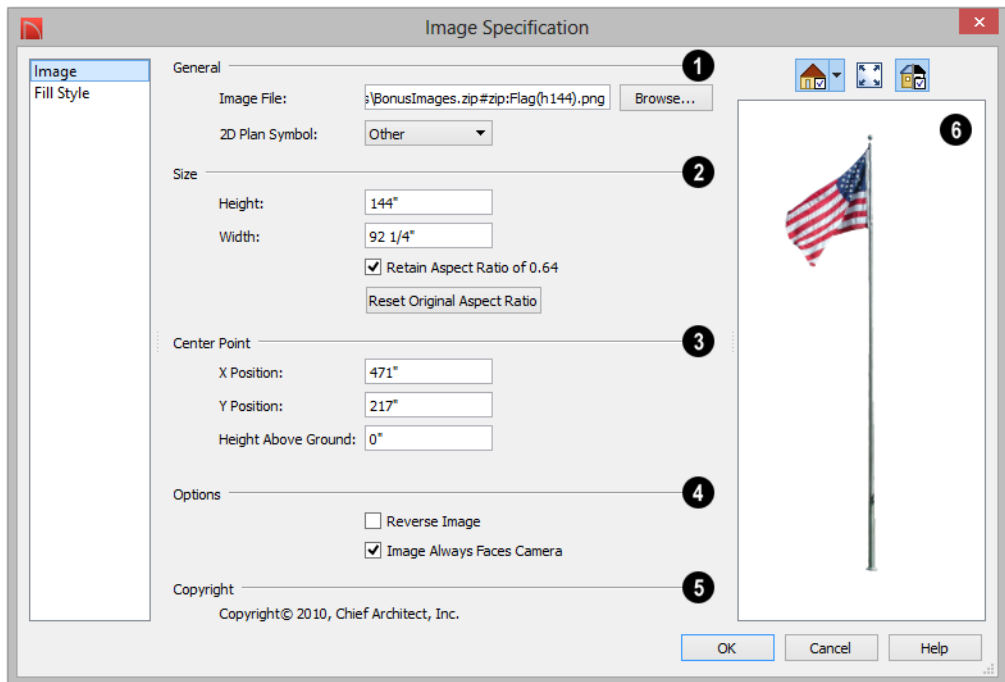 Image Specification
Image
Fill Style
General
1
Image File:
s\BonusImages.zip#zip:Flag(h144).png
Browse...
2D Plan Symbol:
Other
Size
2
Height:
144"
Width:
92 1/4"
Retain Aspect Ratio of 0.64
Reset Original Aspect Ratio
Center Point
3
X Position:
471"
Y Position:
217"
Height Above Ground:
0"
Options
4
Reverse Image
Image Always Faces Camera
Copyright
5
Copyright© 2010, Chief Architect, Inc.
6
OK
Cancel
Help